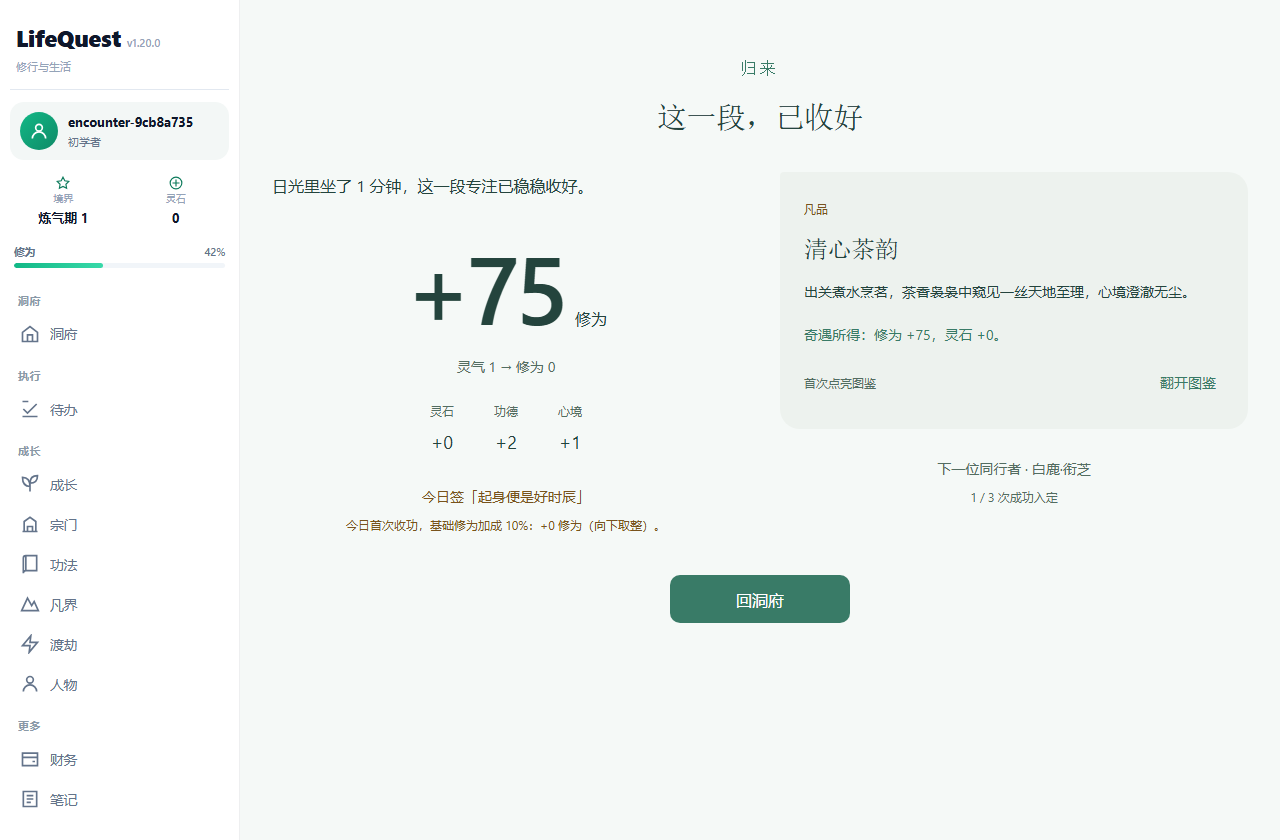 LifeQuest v1.20.0
修行与生活
encounter-9cb8a735
初学者
境界
炼气期 1
灵石
0
修为 42%
洞府
洞府
执行
待办
成长
成长
宗门
功法
凡界
渡劫
人物
更多
财务
笔记
归来
这一段，已收好
日光里坐了 1 分钟，这一段专注已稳稳收好。
+75 修为
灵气 1 → 修为 0
灵石 功德 心境
+0 +2 +1
今日签「起身便是好时辰」
今日首次收功，基础修为加成 10%：+0 修为（向下取整）。
凡品
清心茶韵
出关煮水烹茗，茶香袅袅中窥见一丝天地至理，心境澄澈无尘。
奇遇所得：修为 +75，灵石 +0。
首次点亮图鉴 翻开图鉴
下一位同行者 · 白鹿·衔芝
1 / 3 次成功入定
回洞府